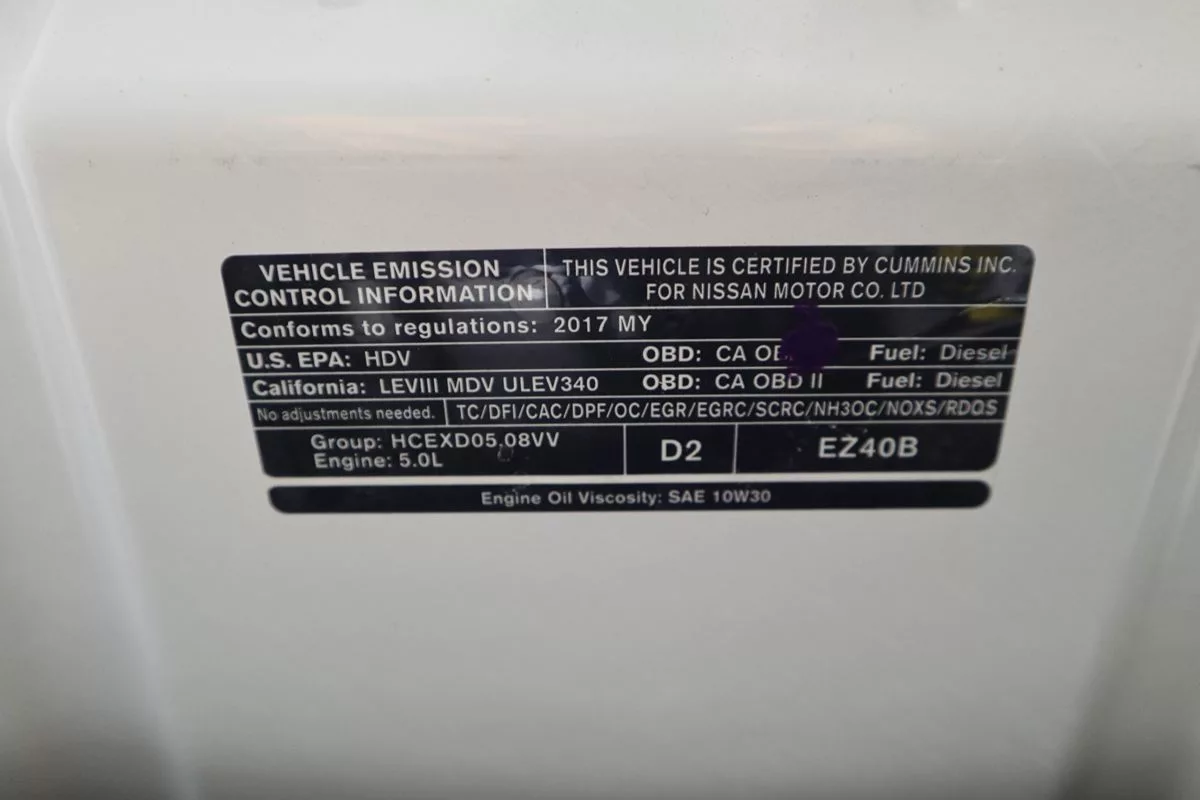 VEHICLE EMISSION
CONTROL INFORMATION
THIS VEHICLE IS CERTIFIED BY CUMMINS INC.
FOR NISSAN MOTOR CO. LTD
Conforms to regulations: 2017 MY
U.S. EPA: HDV OBD: CA Fuel: Diesel
California: LEVIII MDV ULEV340 OBD: CA OBD II Fuel: Diesel
No adjustments needed. TC/DFI/CAC/DPF/OC/EGR/EGRC/SCRC/NH3OC/NOXS/RDQS
Group: HCEXD05.08VV
Engine: 5.0L
D2
EZ40B
Engine Oil Viscosity: SAE 10W30